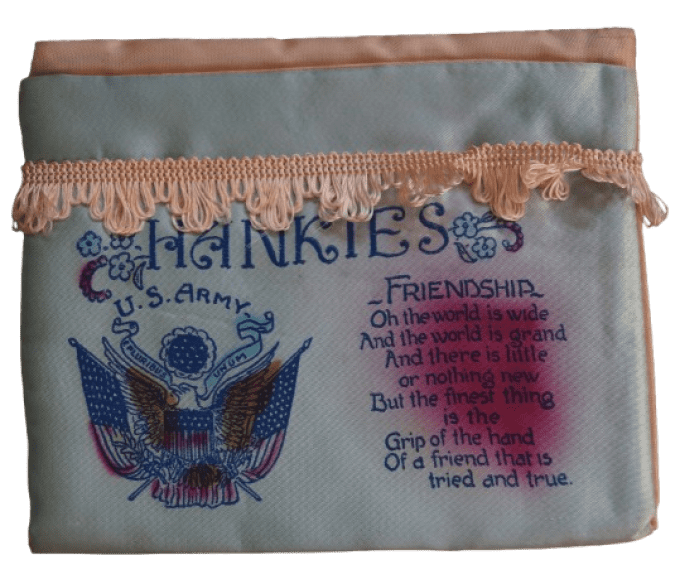 HANKIES
U.S. ARMY
PLURIBUS UNUM
FRIENDSHIP
Oh the world is wide
And the world is grand
And there is little
or nothing new
But the finest thing
is the
Grip of the hand
Of a friend that is
tried and true.